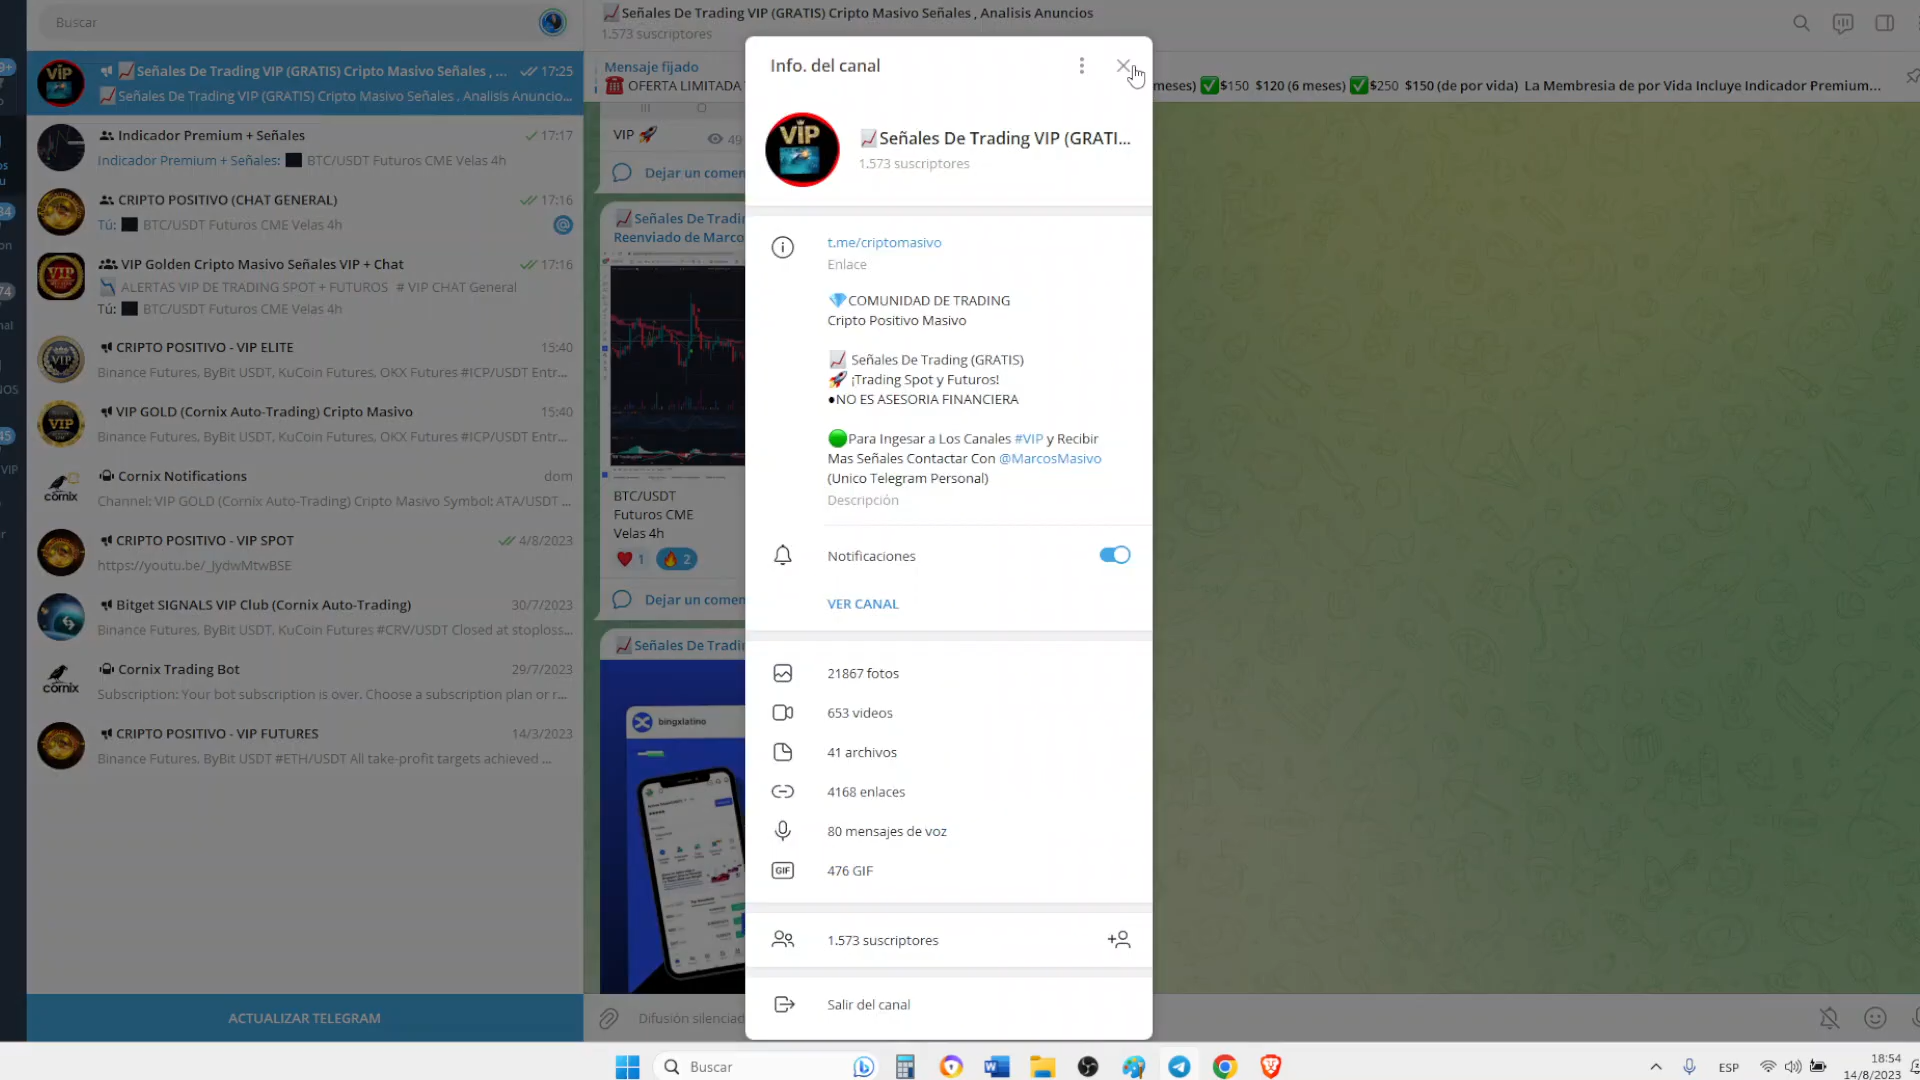 Buscar
📈Señales De Trading VIP (GRATIS) Cripto Masivo Señales , ... 17:25
📈Señales De Trading VIP (GRATIS) Cripto Masivo Señales , Analisis Anuncio...
Indicador Premium + Señales 17:17
Indicador Premium + Señales: BTC/USDT Futuros CME Velas 4h
CRIPTO POSITIVO (CHAT GENERAL) 17:16
Tú: BTC/USDT Futuros CME Velas 4h
VIP Golden Cripto Masivo Señales VIP + Chat 17:16
ALERTAS VIP DE TRADING SPOT + FUTUROS # VIP CHAT General
Tú: BTC/USDT Futuros CME Velas 4h
CRIPTO POSITIVO - VIP ELITE 15:40
Binance Futures, ByBit USDT, KuCoin Futures, OKX Futures #ICP/USDT Entr...
VIP GOLD (Cornix Auto-Trading) Cripto Masivo 15:40
Binance Futures, ByBit USDT, KuCoin Futures, OKX Futures #ICP/USDT Entr...
Cornix Notifications dom
Channel: VIP GOLD (Cornix Auto-Trading) Cripto Masivo Symbol: ATA/USDT ...
CRIPTO POSITIVO - VIP SPOT 4/8/2023
https://youtu.be/_JydwMtwBSE
Bitget SIGNALS VIP Club (Cornix Auto-Trading) 30/7/2023
Binance Futures, ByBit USDT, KuCoin Futures #CRV/USDT Closed at stoploss...
Cornix Trading Bot 29/7/2023
Subscription: Your bot subscription is over. Choose a subscription plan or r...
CRIPTO POSITIVO - VIP FUTURES 14/3/2023
Binance Futures, ByBit USDT #ETH/USDT All take-profit targets achieved ...
ACTUALIZAR TELEGRAM
📈Señales De Trading VIP (GRATIS) Cripto Masivo Señales , Analisis Anuncios
1.573 suscriptores
Mensaje fijado
☎️ OFERTA LIMITADA
meses) ✅$150 $120 (6 meses) ✅$250 $150 (de por vida) La Membresia de por Vida Incluye Indicador Premium...
VIP 🚀 49
Dejar un comen
📈Señales De Tradi
Reenviado de Marco
BTC/USDT
Futuros CME
Velas 4h
❤️ 1 🔥 2
Dejar un comen
📈Señales De Tradi
bingxlatino
Difusión silenciad
Info. del canal
📈Señales De Trading VIP (GRATI...
1.573 suscriptores
t.me/criptomasivo
Enlace
💎COMUNIDAD DE TRADING
Cripto Positivo Masivo
📈 Señales De Trading (GRATIS)
🚀 ¡Trading Spot y Futuros!
●NO ES ASESORIA FINANCIERA
🟢Para Ingesar a Los Canales #VIP y Recibir
Mas Señales Contactar Con @MarcosMasivo
(Unico Telegram Personal)
Descripción
Notificaciones
VER CANAL
21867 fotos
653 videos
41 archivos
4168 enlaces
80 mensajes de voz
GIF 476 GIF
1.573 suscriptores
Salir del canal
Buscar
ESP
18:54
14/8/2023